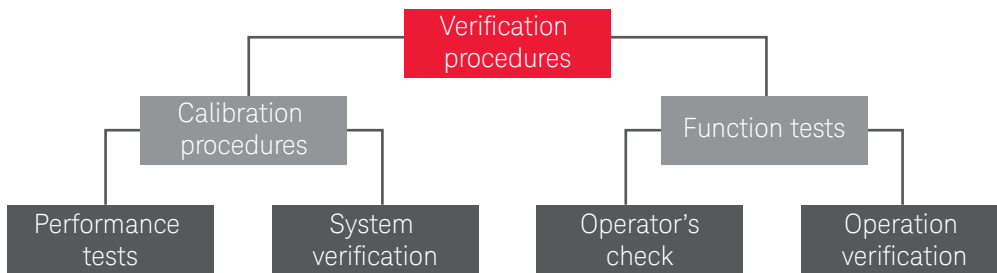 Verification
procedures
Calibration
procedures
Function tests
Performance
tests
System
verification
Operator's
check
Operation
verification